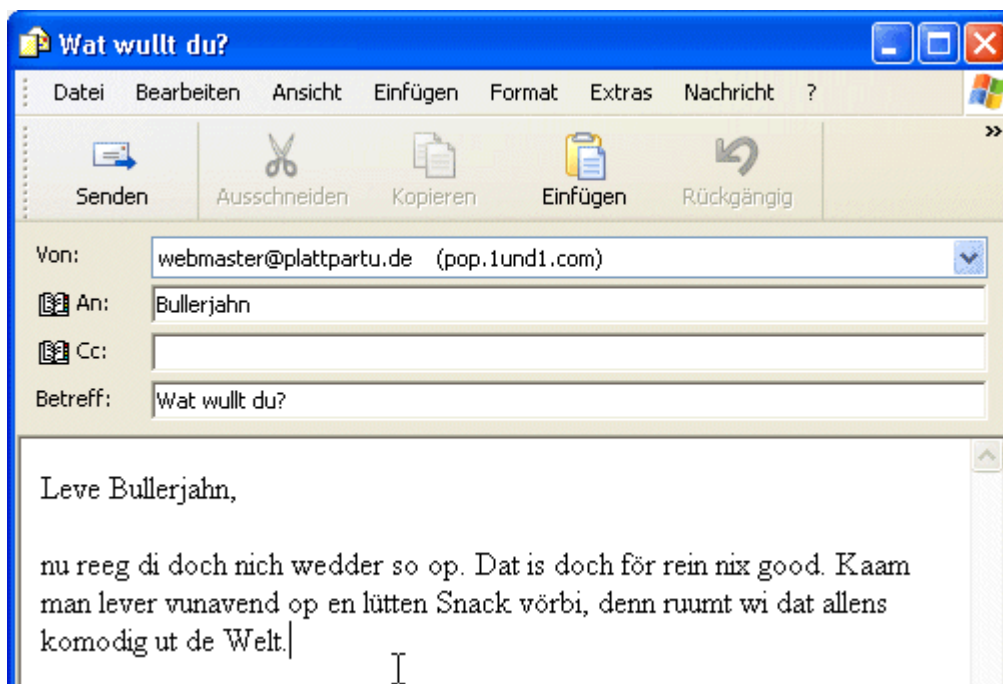 Wat wullt du?
Datei Bearbeiten Ansicht Einfügen Format Extras Nachricht ?
Senden Ausschneiden Kopieren Einfügen Rückgängig
Von: webmaster@plattpartu.de (pop.1und1.com)
An: Bullerjahn
Cc:
Betreff: Wat wullt du?
Leve Bullerjahn,
nu reeg di doch nich wedder so op. Dat is doch för rein nix good. Kaam
man lever vunavend op en lütten Snack vörbi, denn ruumt wi dat allens
komodig ut de Welt.